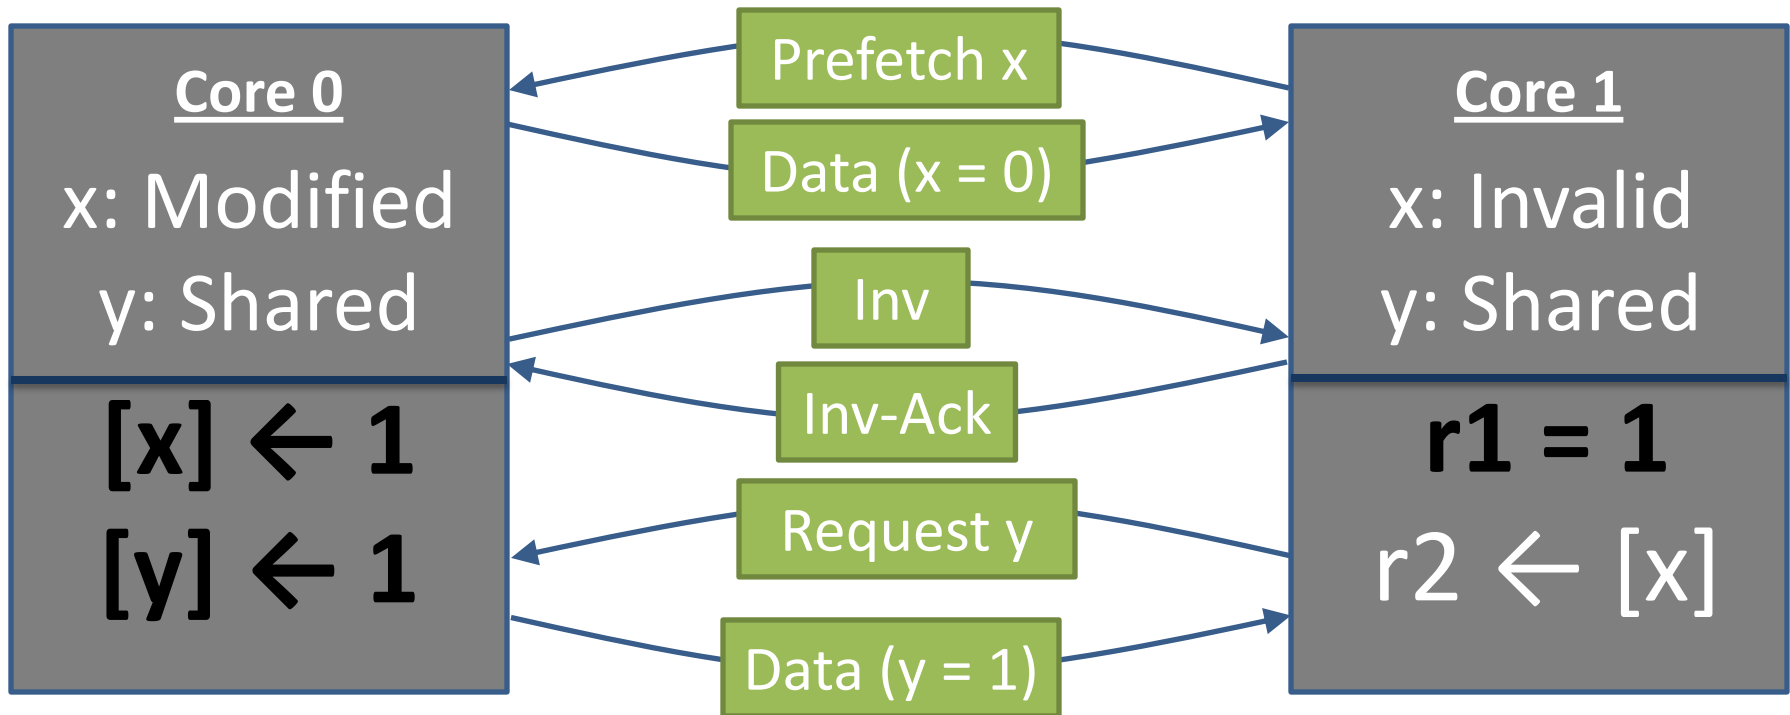 Core 0
x: Modified
y: Shared
[x] ← 1
[y] ← 1
Prefetch x
Data (x = 0)
Inv
Inv-Ack
Request y
Data (y = 1)
Core 1
x: Invalid
y: Shared
r1 = 1
r2 ← [x]